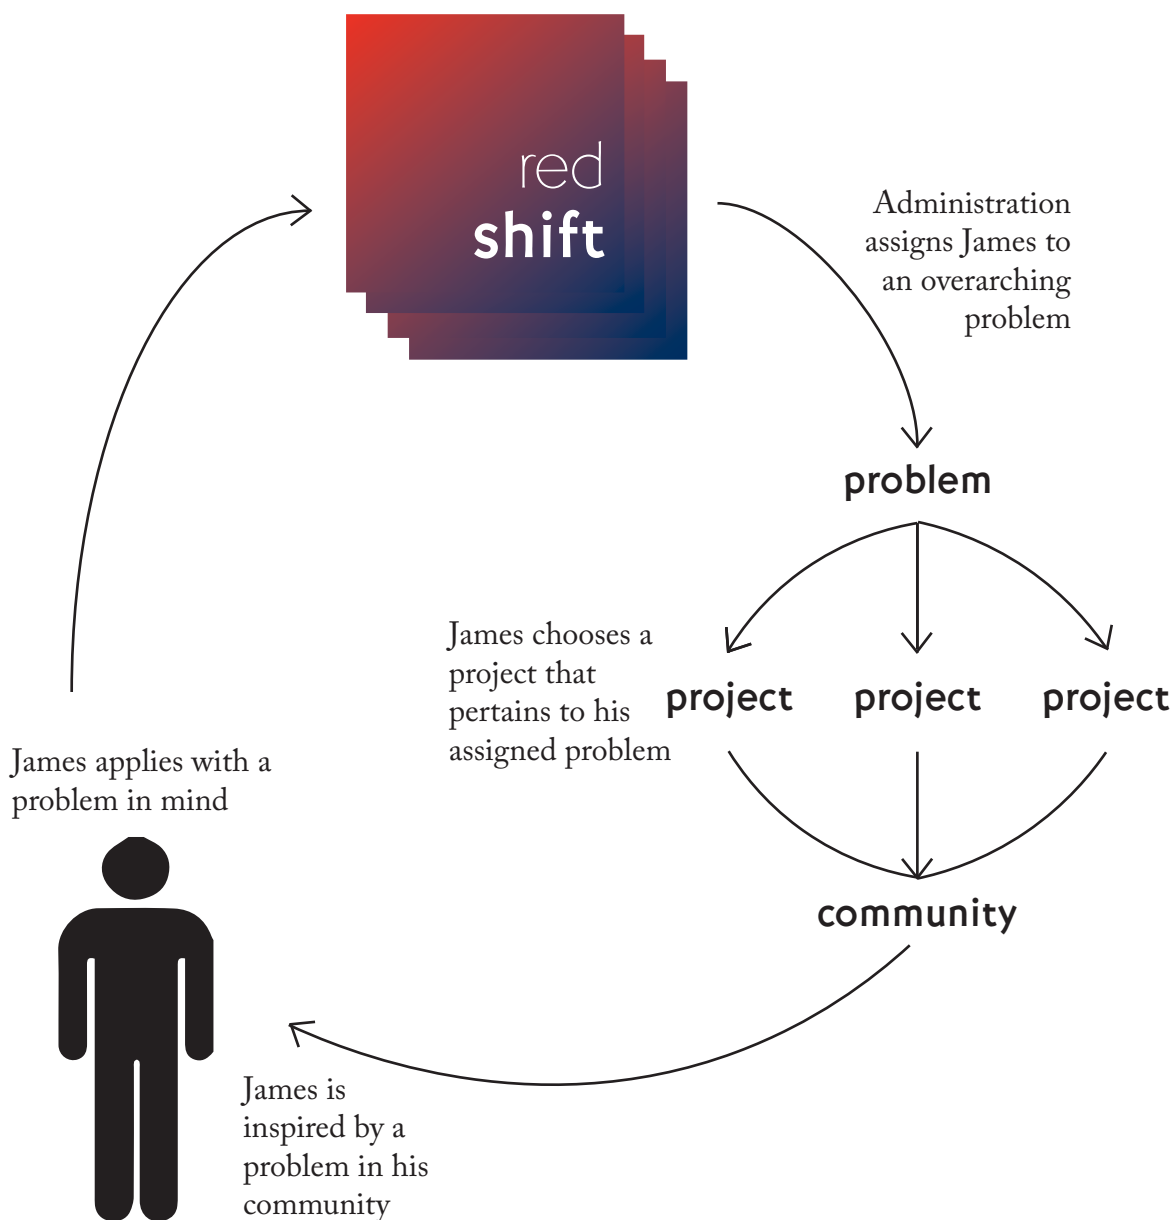 red
shift
Administration
assigns James to
an overarching
problem
problem
James chooses a
project that
pertains to his
assigned problem
project project project
James applies with a
problem in mind
community
James is
inspired by a
problem in his
community